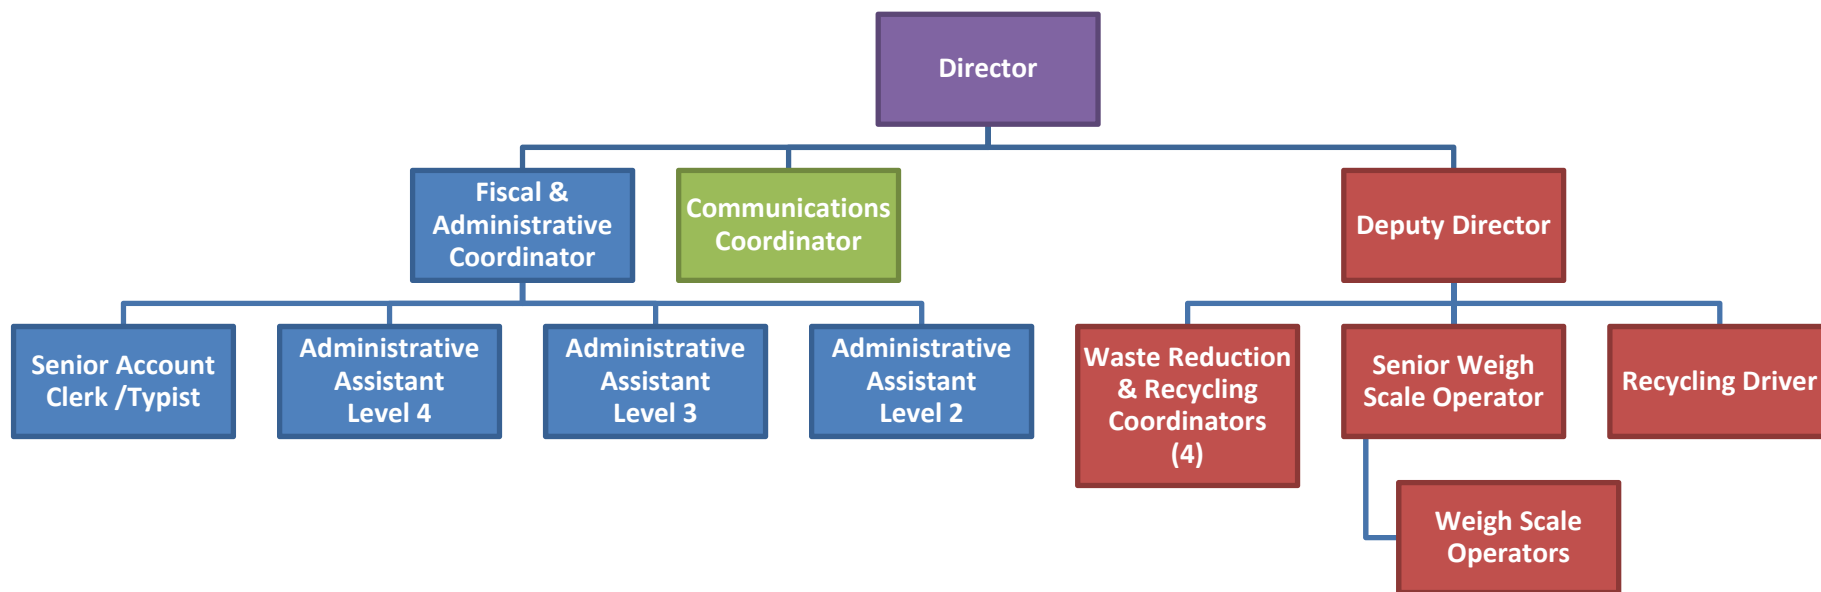 Director
Fiscal &
Administrative
Coordinator
Communications
Coordinator
Deputy Director
Senior Account
Clerk /Typist
Administrative
Assistant
Level 4
Administrative
Assistant
Level 3
Administrative
Assistant
Level 2
Waste Reduction
& Recycling
Coordinators
(4)
Senior Weigh
Scale Operator
Recycling Driver
Weigh Scale
Operators